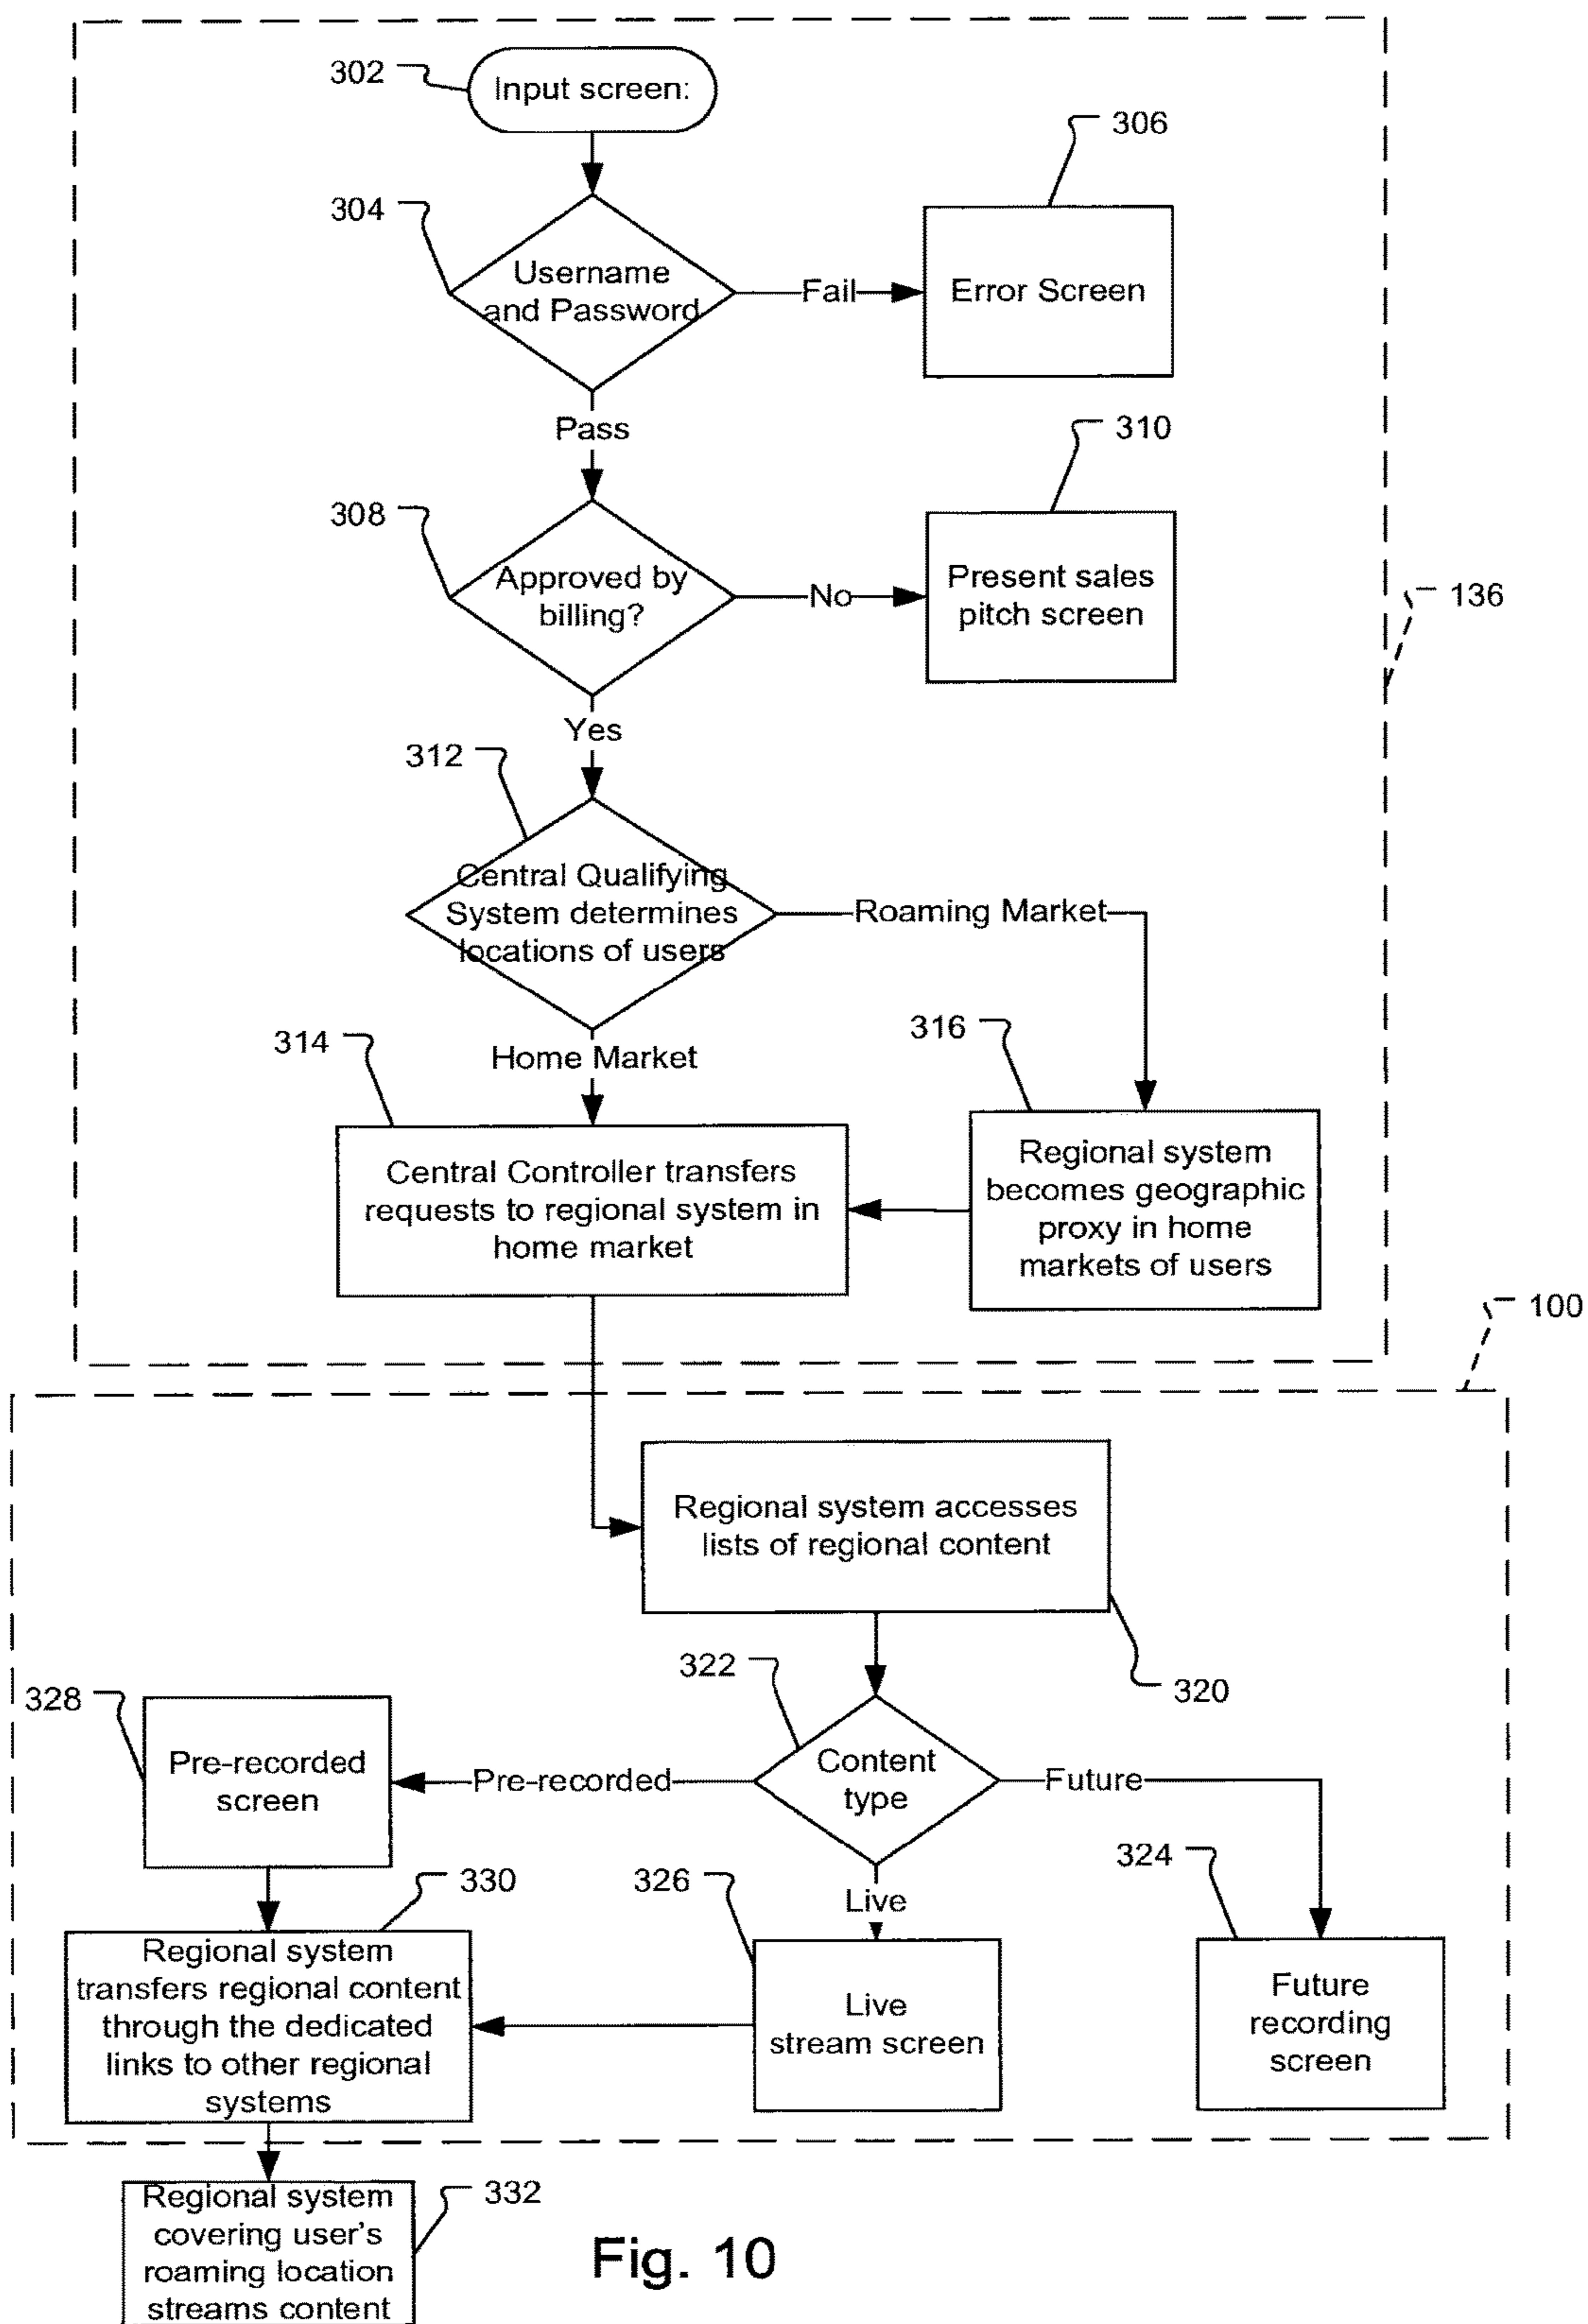 302
Input screen:
306
304
Username
and Password
Fail
Error Screen
Pass
310
308
Approved by
billing?
No
Present sales
pitch screen
136
Yes
312
Central Qualifying
System determines
locations of users
Roaming Market
316
314
Home Market
Central Controller transfers
requests to regional system in
home market
Regional system
becomes geographic
proxy in home
markets of users
100
Regional system accesses
lists of regional content
320
322
328
Pre-recorded
screen
Pre-recorded
Content
type
Future
324
326
330
Live
Regional system
transfers regional content
through the dedicated
links to other regional
systems
Live
stream screen
Future
recording
screen
332
Regional system
covering user's
roaming location
streams content
Fig. 10